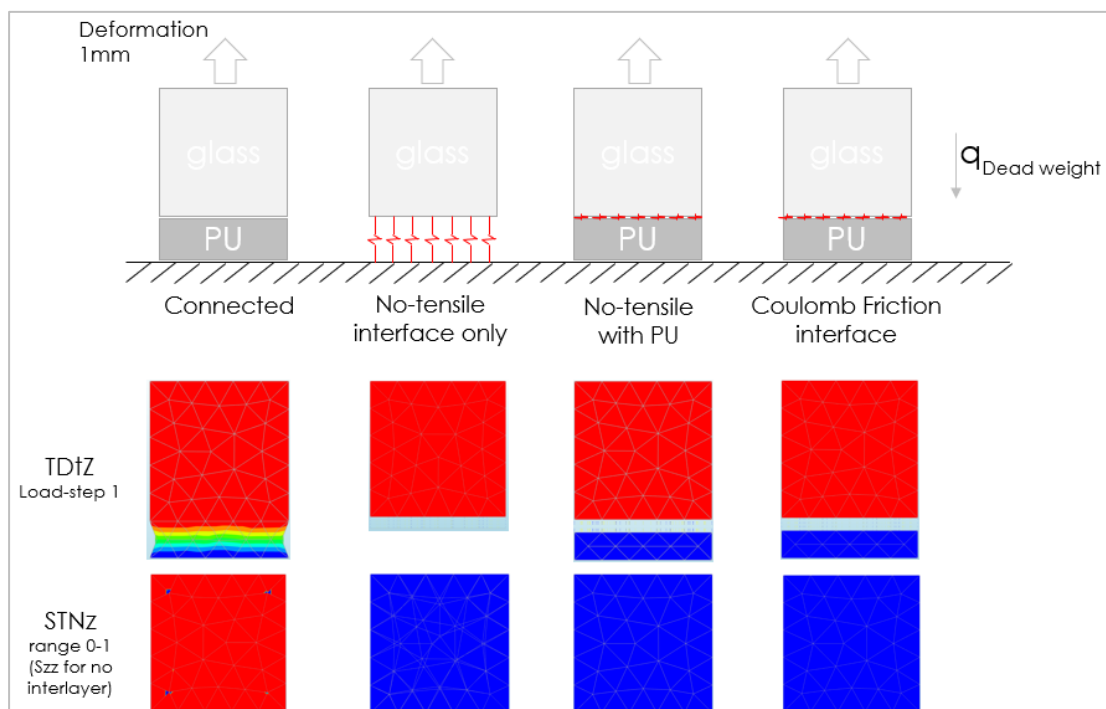 Deformation
1mm
glass
glass
glass
glass
q Dead weight
PU
PU
PU
Connected
No-tensile
interface only
No-tensile
with PU
Coulomb Friction
interface
TDtZ
Load-step 1
STNz
range 0-1
(Szz for no
interlayer)